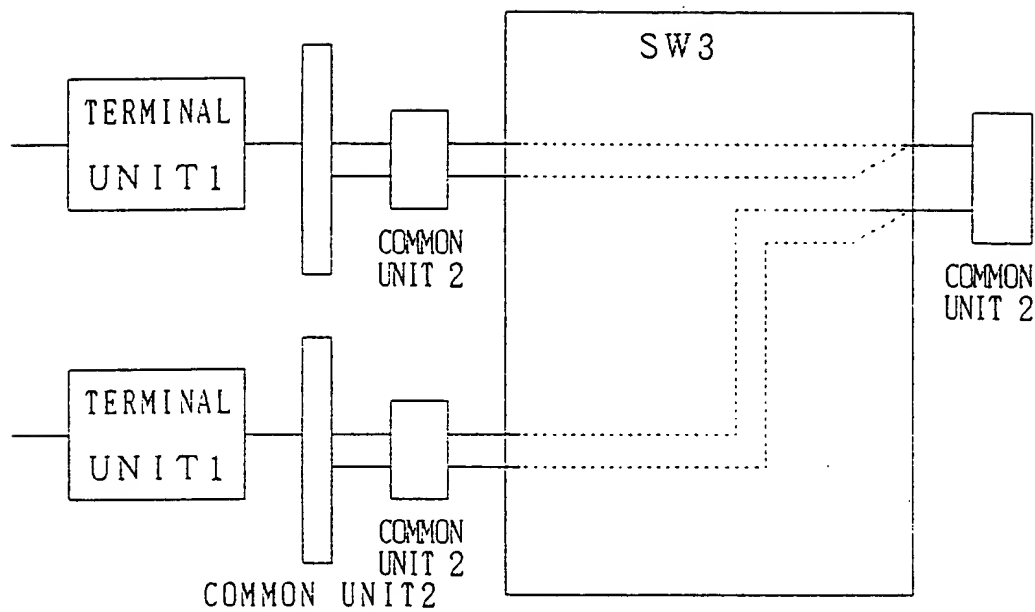 SW3
TERMINAL
UNIT1
COMMON
UNIT 2
COMMON
UNIT 2
TERMINAL
UNIT1
COMMON
UNIT 2
COMMON UNIT2